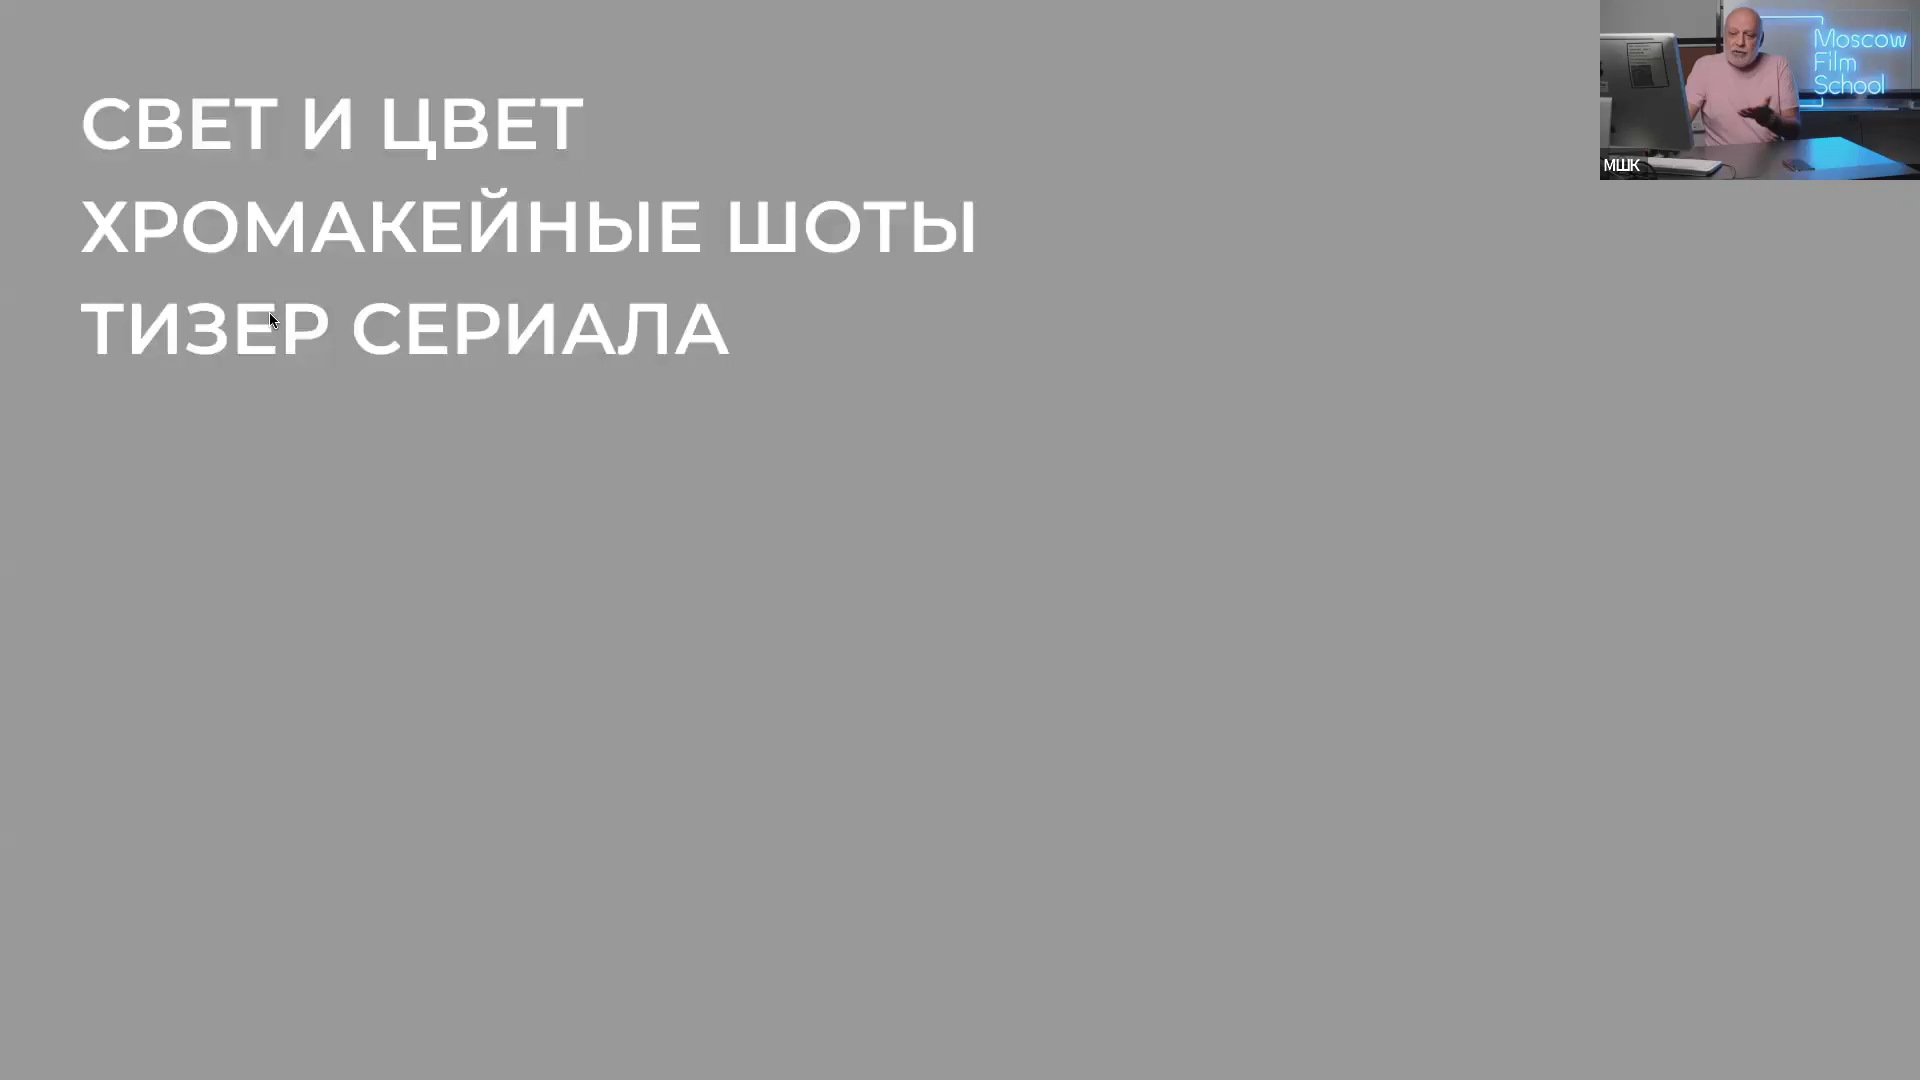 СВЕТ И ЦВЕТ
ХРОМАКЕЙНЫЕ ШОТЫ
ТИЗЕР СЕРИАЛА
Moscow
Film
School
МШК